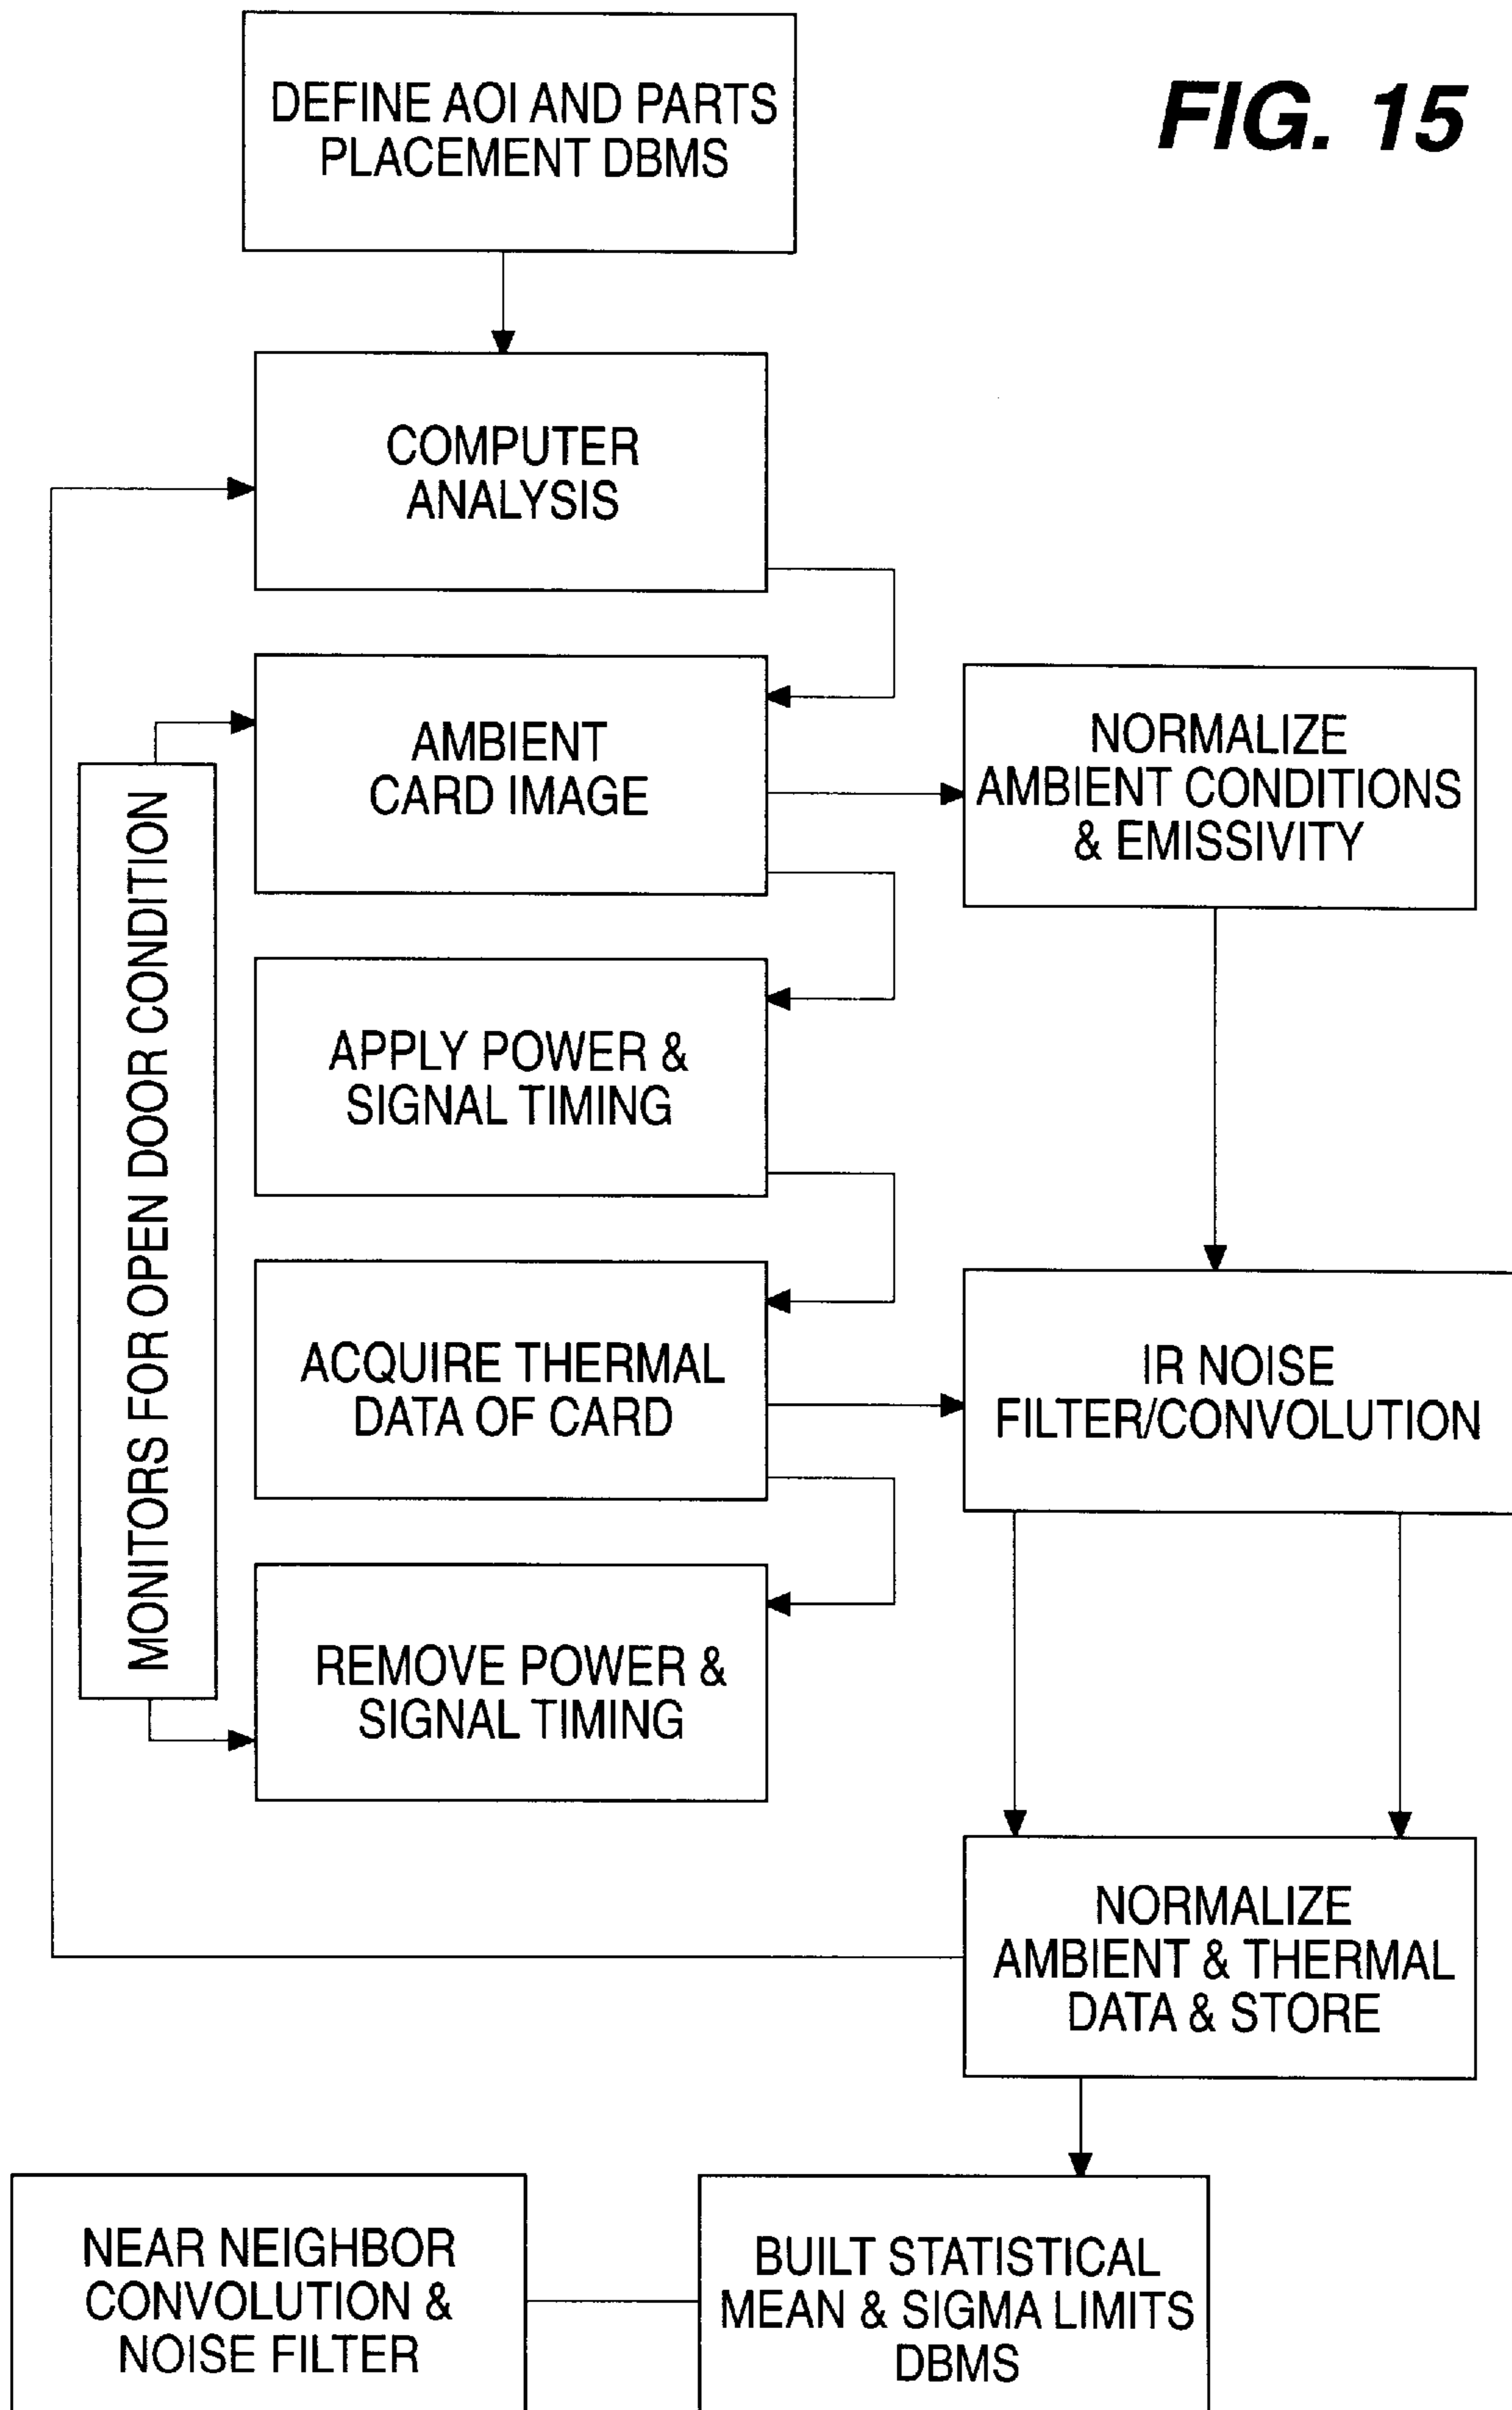 FIG. 15
DEFINE AOI AND PARTS
PLACEMENT DBMS
COMPUTER
ANALYSIS
AMBIENT
CARD IMAGE
NORMALIZE
AMBIENT CONDITIONS
& EMISSIVITY
MONITORS FOR OPEN DOOR CONDITION
APPLY POWER &
SIGNAL TIMING
ACQUIRE THERMAL
DATA OF CARD
IR NOISE
FILTER/CONVOLUTION
REMOVE POWER &
SIGNAL TIMING
NORMALIZE
AMBIENT & THERMAL
DATA & STORE
NEAR NEIGHBOR
CONVOLUTION &
NOISE FILTER
BUILT STATISTICAL
MEAN & SIGMA LIMITS
DBMS